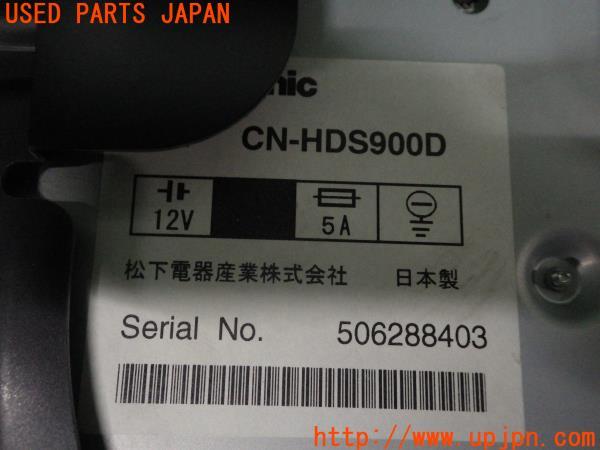 USED PARTS JAPAN
nic
CN-HDS900D
12V
5A
松下電器産業株式会社 日本製
Serial No. 506288403
http://www.upjpn.com/